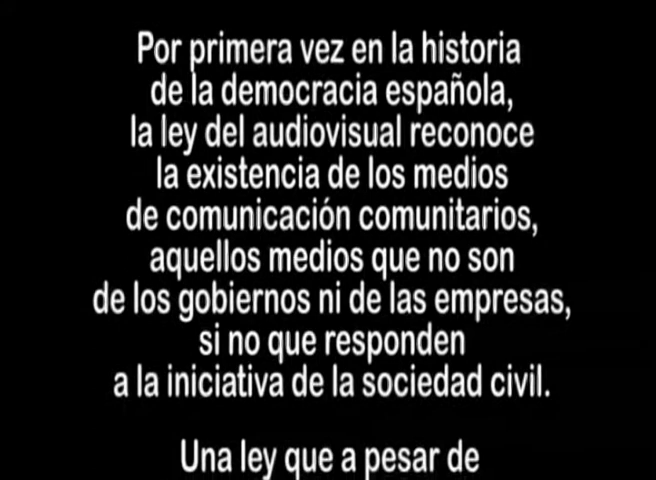 Por primera vez en la historia
de la democracia española,
la ley del audiovisual reconoce
la existencia de los medios
de comunicación comunitarios,
aquellos medios que no son
de los gobiernos ni de las empresas,
si no que responden
a la iniciativa de la sociedad civil.
Una ley que a pesar de